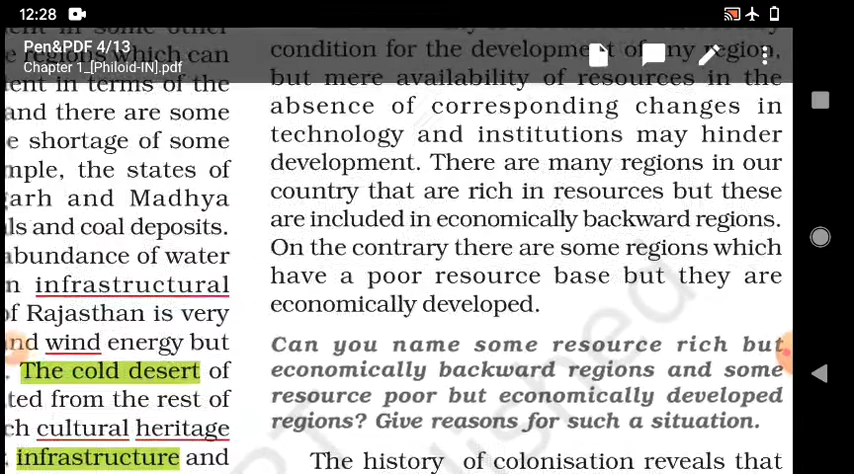 12:28
Pen&PDF 4/13
Chapter 1_[Philoid-IN].pdf
e regions which can
ent in terms of the
and there are some
e shortage of some
mple, the states of
garh and Madhya
ls and coal deposits.
abundance of water
n infrastructural
of Rajasthan is very
nd wind energy but
. The cold desert of
ted from the rest of
ch cultural heritage
infrastructure and
condition for the development of any region,
but mere availability of resources in the
absence of corresponding changes in
technology and institutions may hinder
development. There are many regions in our
country that are rich in resources but these
are included in economically backward regions.
On the contrary there are some regions which
have a poor resource base but they are
economically developed.
Can you name some resource rich but
economically backward regions and some
resource poor but economically developed
regions? Give reasons for such a situation.
The history of colonisation reveals that